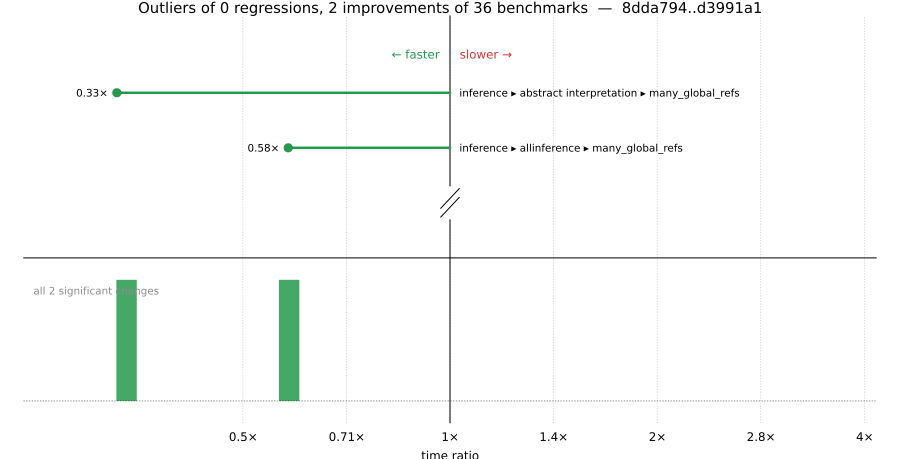 Outliers of 0 regressions, 2 improvements of 36 benchmarks — 8dda794..d3991a1
← faster slower →
0.33× inference ▸ abstract interpretation ▸ many_global_refs
0.58× inference ▸ allinference ▸ many_global_refs
all 2 significant changes
0.5× 0.71× 1× 1.4× 2× 2.8× 4×
time ratio